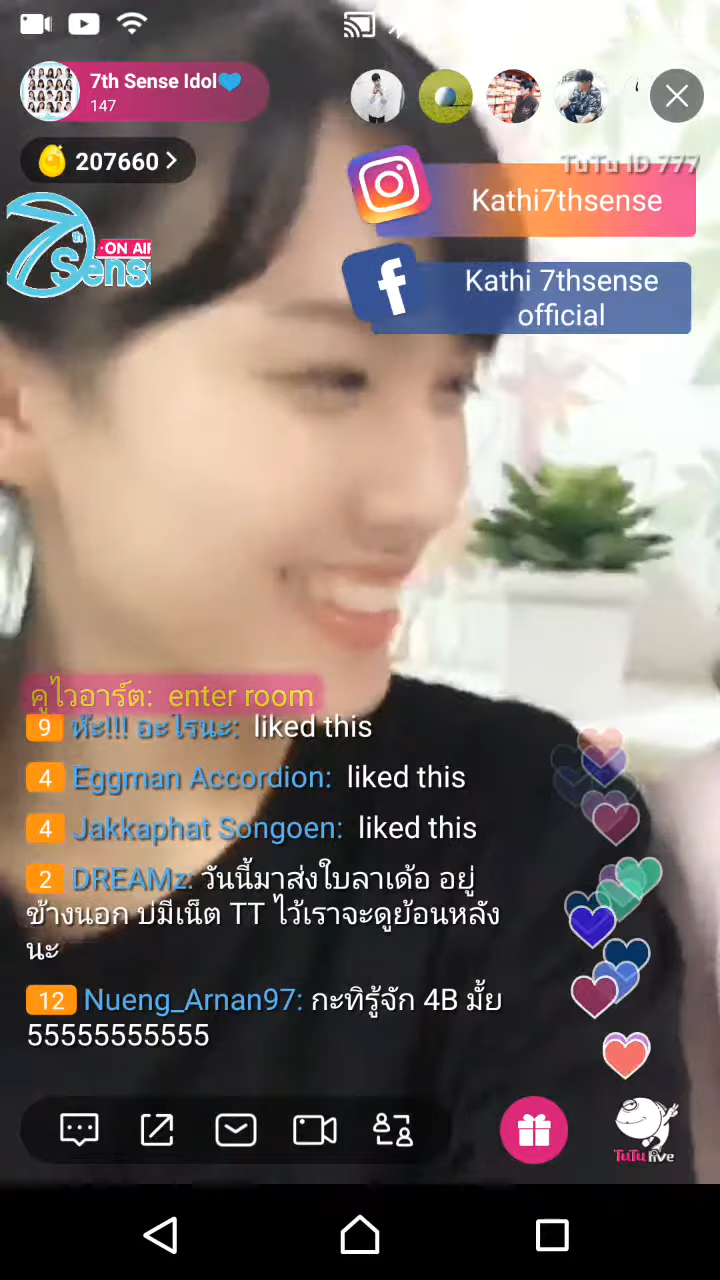 7th Sense Idol💙
147
207660
TuTu ID 777
Kathi7thsense
Kathi 7thsense
official
7th
·ON AIR
Sense
คูไวอาร์ต: enter room
9 ห๊ะ!!! อะไรนะ: liked this
4 Eggman Accordion: liked this
4 Jakkaphat Songoen: liked this
2 DREAMz: วันนี้มาส่งใบลาเด้อ อยู่
ข้างนอก บ่มีเน็ต TT ไว้เราจะดูย้อนหลัง
นะ
12 Nueng_Arnan97: กะทิรู้จัก 4B มั้ย
55555555555
TuTu live